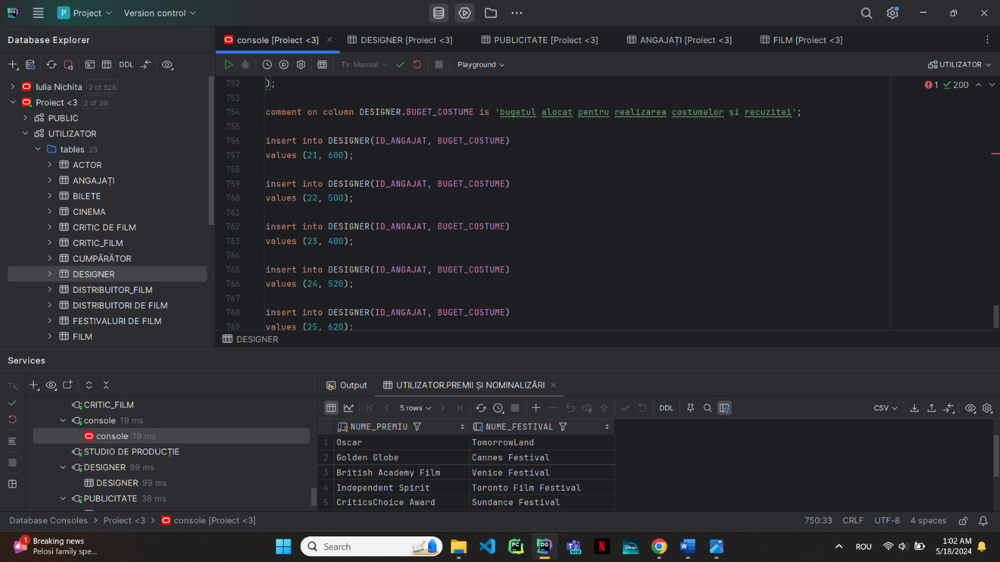 DG P Project Version control
Database Explorer
console [Proiect <3] DESIGNER [Proiect <3] PUBLICITATE [Proiect <3] ANGAJAȚI [Proiect <3] FILM [Proiect <3]
DDL
Tx: Manual Playground UTILIZATOR
Iulia Nichita 2 of 526
Proiect <3 2 of 39
PUBLIC
UTILIZATOR
tables 23
ACTOR
ANGAJAȚI
BILETE
CINEMA
CRITIC DE FILM
CRITIC_FILM
CUMPĂRĂTOR
DESIGNER
DISTRIBUITOR_FILM
DISTRIBUITORI DE FILM
FESTIVALURI DE FILM
FILM
1 200
752 );
753
754 comment on column DESIGNER.BUGET_COSTUME is 'bugetul alocat pentru realizarea costumelor și recuzitei';
755
756 insert into DESIGNER(ID_ANGAJAT, BUGET_COSTUME)
757 values (21, 600);
758
759 insert into DESIGNER(ID_ANGAJAT, BUGET_COSTUME)
760 values (22, 500);
761
762 insert into DESIGNER(ID_ANGAJAT, BUGET_COSTUME)
763 values (23, 400);
764
765 insert into DESIGNER(ID_ANGAJAT, BUGET_COSTUME)
766 values (24, 520);
767
768 insert into DESIGNER(ID_ANGAJAT, BUGET_COSTUME)
769 values (25, 620);
DESIGNER
Services
Tx
CRITIC_FILM
console 19 ms
console 19 ms
STUDIO DE PRODUCȚIE
DESIGNER 99 ms
DESIGNER 99 ms
PUBLICITATE 38 ms
Output UTILIZATOR.PREMII ȘI NOMINALIZĂRI
5 rows DDL CSV
NUME_PREMIU NUME_FESTIVAL
1 Oscar TomorrowLand
2 Golden Globe Cannes Festival
3 British Academy Film Venice Festival
4 Independent Spirit Toronto Film Festival
5 CriticsChoice Award Sundance Festival
Database Consoles > Proiect <3 > console [Proiect <3] 750:33 CRLF UTF-8 4 spaces
1 Breaking news
Pelosi family spe...
Search
PC DG NEW N Disney+ W
ROU
1:02 AM
5/18/2024